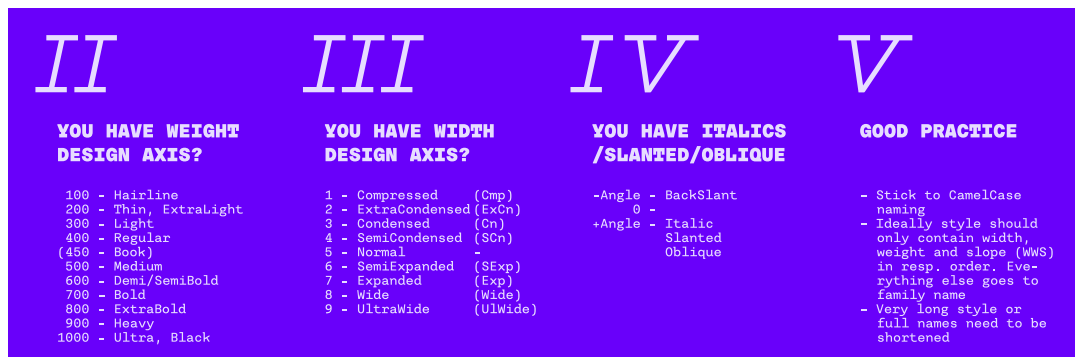 II
YOU HAVE WEIGHT
DESIGN AXIS?
100 - Hairline
200 - Thin, ExtraLight
300 - Light
400 - Regular
(450 - Book)
500 - Medium
600 - Demi/SemiBold
700 - Bold
800 - ExtraBold
900 - Heavy
1000 - Ultra, Black
III
YOU HAVE WIDTH
DESIGN AXIS?
1 - Compressed (Cmp)
2 - ExtraCondensed (ExCn)
3 - Condensed (Cn)
4 - SemiCondensed (SCn)
5 - Normal -
6 - SemiExpanded (SExp)
7 - Expanded (Exp)
8 - Wide (Wide)
9 - UltraWide (UlWide)
IV
YOU HAVE ITALICS
/SLANTED/OBLIQUE
-Angle - BackSlant
0 -
+Angle - Italic
Slanted
Oblique
V
GOOD PRACTICE
- Stick to CamelCase
naming
- Ideally style should
only contain width,
weight and slope (WWS)
in resp. order. Eve-
rything else goes to
family name
- Very long style or
full names need to be
shortened